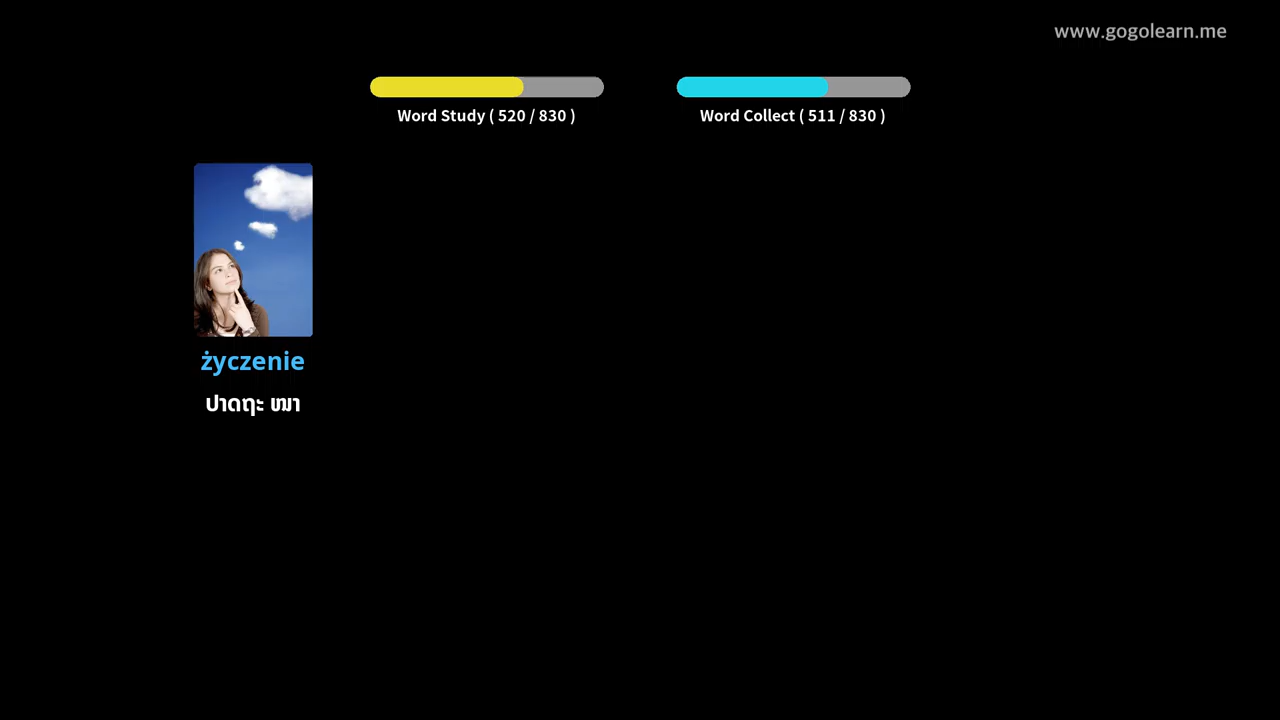 www.gogolearn.me
Word Study ( 520 / 830 )
Word Collect ( 511 / 830 )
życzenie
ປາດຖະ ໜາ